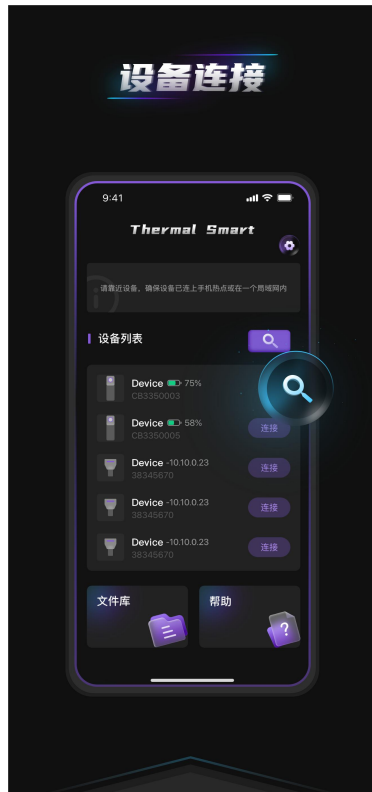 设备连接
9:41
Thermal Smart
请靠近设备，确保设备已连上手机热点或在一个局域网内
设备列表
Device 75%
CB3350003
Device 58%
CB3350005
连接
Device -10.10.0.23
38345670
连接
Device -10.10.0.23
38345670
连接
Device -10.10.0.23
38345670
连接
文件库
帮助
?